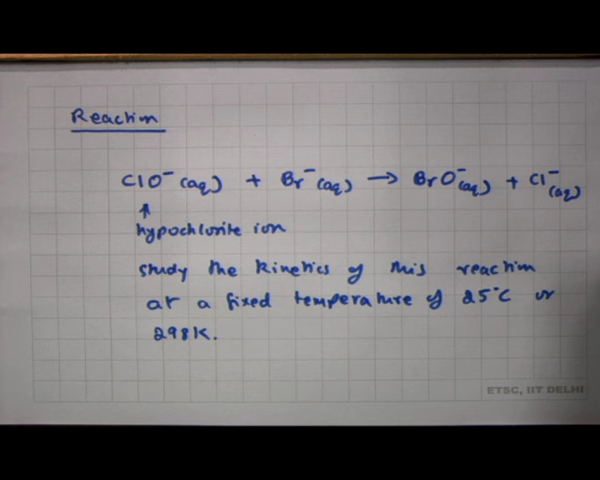 Reaction
ClO⁻(aq) + Br⁻(aq) → BrO⁻(aq) + Cl⁻(aq)
↑
hypochlorite ion
study the kinetics of this reaction
at a fixed temperature of 25°C or
298K.
ETSC, IIT DELHI